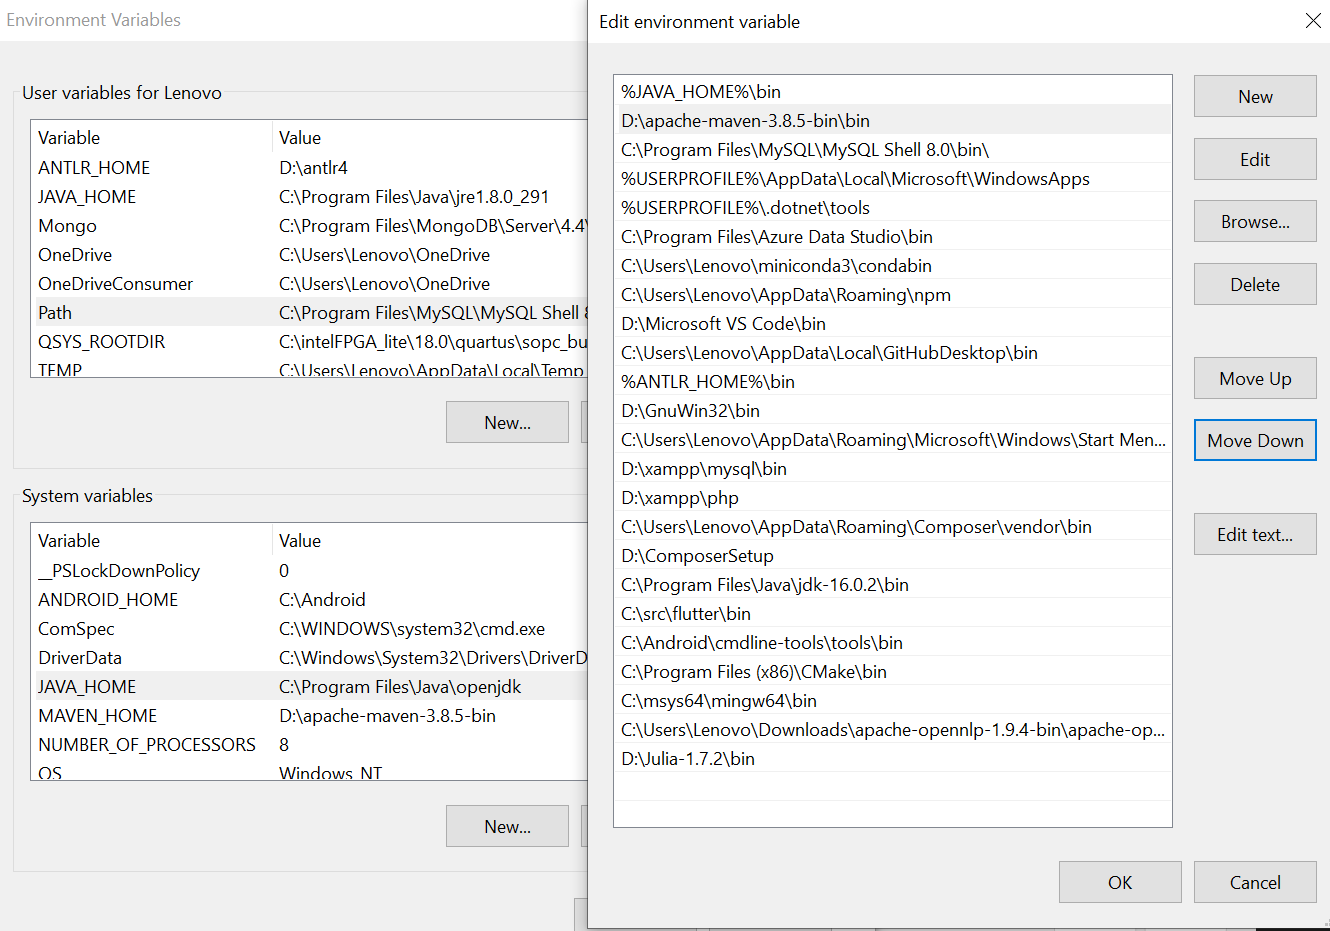 Environment Variables
User variables for Lenovo
Variable Value
ANTLR_HOME D:\antlr4
JAVA_HOME C:\Program Files\Java\jre1.8.0_291
Mongo C:\Program Files\MongoDB\Server\4.4\
OneDrive C:\Users\Lenovo\OneDrive
OneDriveConsumer C:\Users\Lenovo\OneDrive
Path C:\Program Files\MySQL\MySQL Shell 8
QSYS_ROOTDIR C:\intelFPGA_lite\18.0\quartus\sopc_bu
TEMP C:\Users\Lenovo\AppData\Local\Temp
New...
System variables
Variable Value
__PSLockDownPolicy 0
ANDROID_HOME C:\Android
ComSpec C:\WINDOWS\system32\cmd.exe
DriverData C:\Windows\System32\Drivers\DriverD
JAVA_HOME C:\Program Files\Java\openjdk
MAVEN_HOME D:\apache-maven-3.8.5-bin
NUMBER_OF_PROCESSORS 8
OS Windows_NT
New...
Edit environment variable
%JAVA_HOME%\bin
D:\apache-maven-3.8.5-bin\bin
C:\Program Files\MySQL\MySQL Shell 8.0\bin\
%USERPROFILE%\AppData\Local\Microsoft\WindowsApps
%USERPROFILE%\.dotnet\tools
C:\Program Files\Azure Data Studio\bin
C:\Users\Lenovo\miniconda3\condabin
C:\Users\Lenovo\AppData\Roaming\npm
D:\Microsoft VS Code\bin
C:\Users\Lenovo\AppData\Local\GitHubDesktop\bin
%ANTLR_HOME%\bin
D:\GnuWin32\bin
C:\Users\Lenovo\AppData\Roaming\Microsoft\Windows\Start Men...
D:\xampp\mysql\bin
D:\xampp\php
C:\Users\Lenovo\AppData\Roaming\Composer\vendor\bin
D:\ComposerSetup
C:\Program Files\Java\jdk-16.0.2\bin
C:\src\flutter\bin
C:\Android\cmdline-tools\tools\bin
C:\Program Files (x86)\CMake\bin
C:\msys64\mingw64\bin
C:\Users\Lenovo\Downloads\apache-opennlp-1.9.4-bin\apache-op...
D:\Julia-1.7.2\bin
New
Edit
Browse...
Delete
Move Up
Move Down
Edit text...
OK
Cancel